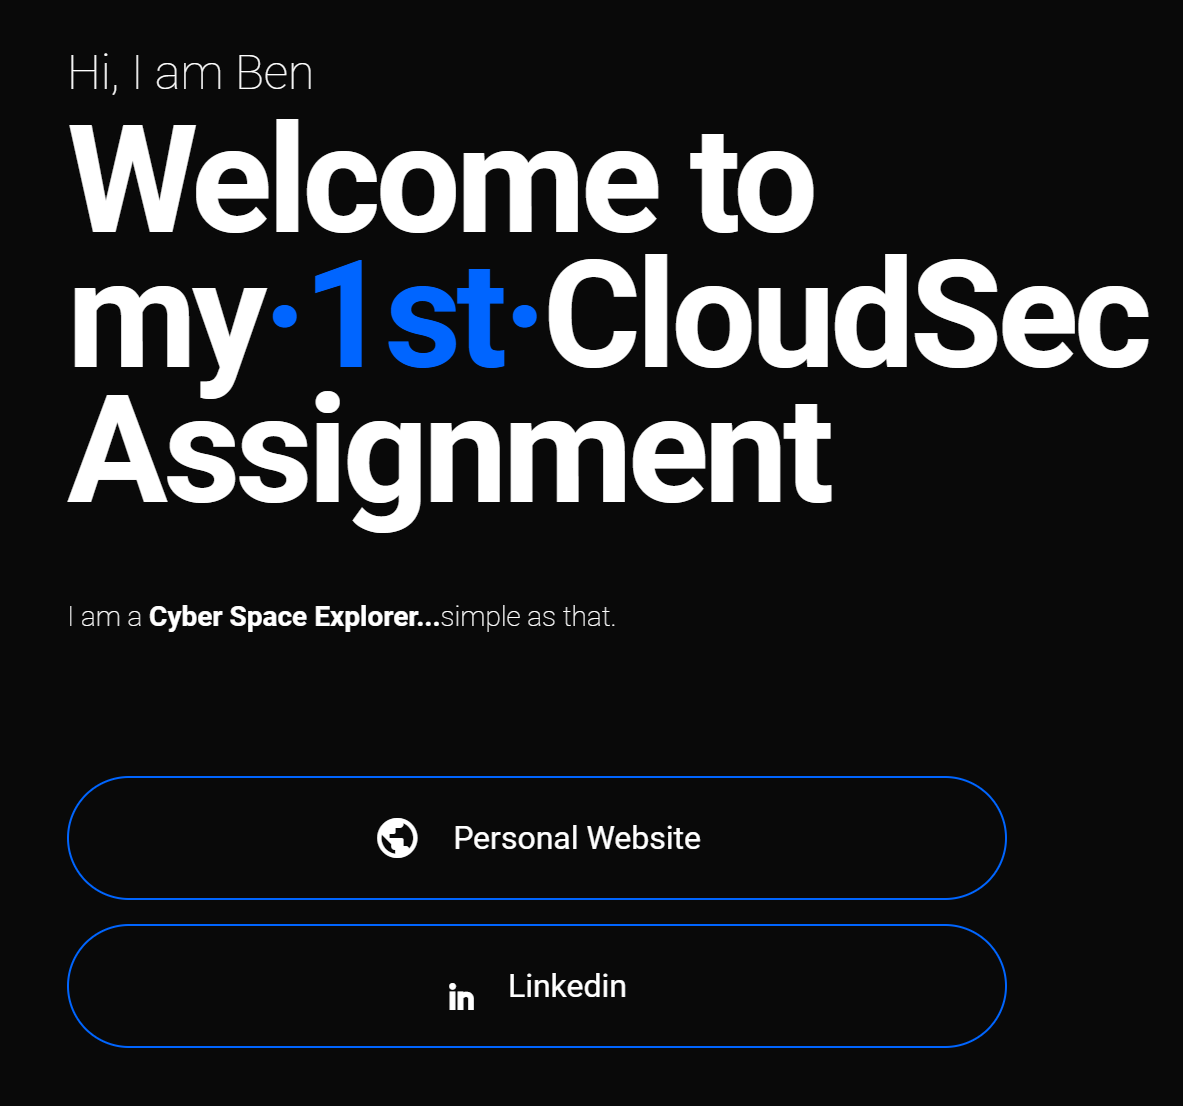 Hi, I am Ben
Welcome to
my·1st·CloudSec
Assignment
I am a Cyber Space Explorer...simple as that.
Personal Website
in Linkedin